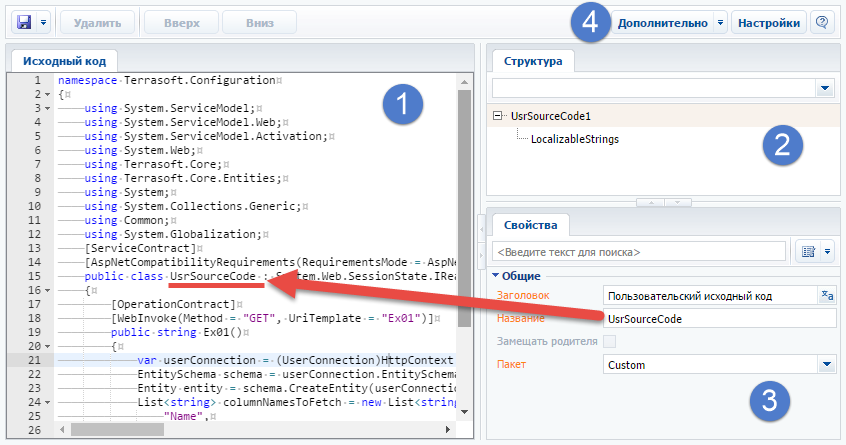 Удалить Вверх Вниз 4 Дополнительно Настройки
Исходный код
1 namespace Terrasoft.Configuration
2 {
3 using System.ServiceModel;
4 using System.ServiceModel.Web;
5 using System.ServiceModel.Activation;
6 using System.Web;
7 using Terrasoft.Core;
8 using Terrasoft.Core.Entities;
9 using System;
10 using System.Collections.Generic;
11 using Common;
12 using System.Globalization;
13 [ServiceContract]
14 [AspNetCompatibilityRequirements(RequirementsMode = AspNe
15 public class UsrSourceCode : System.Web.SessionState.IRea
16 {
17 [OperationContract]
18 [WebInvoke(Method = "GET", UriTemplate = "Ex01")]
19 public string Ex01()
20 {
21 var userConnection = (UserConnection)HttpContext
22 EntitySchema schema = userConnection.EntitySchema
23 Entity entity = schema.CreateEntity(userConnectio
24 List<string> columnNamesToFetch = new List<string
25 "Name",
26
1
Структура
UsrSourceCode1
LocalizableStrings
2
Свойства
<Введите текст для поиска>
Общие
Заголовок Пользовательский исходный код
Название UsrSourceCode
Замещать родителя
Пакет Custom
3